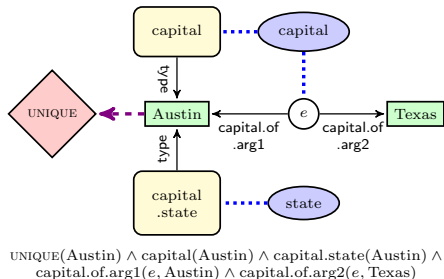 capital
capital
type
UNIQUE
Austin
e
Texas
capital.of
.arg1
capital.of
.arg2
type
capital
.state
state
UNIQUE(Austin) ∧ capital(Austin) ∧ capital.state(Austin) ∧
capital.of.arg1(e, Austin) ∧ capital.of.arg2(e, Texas)